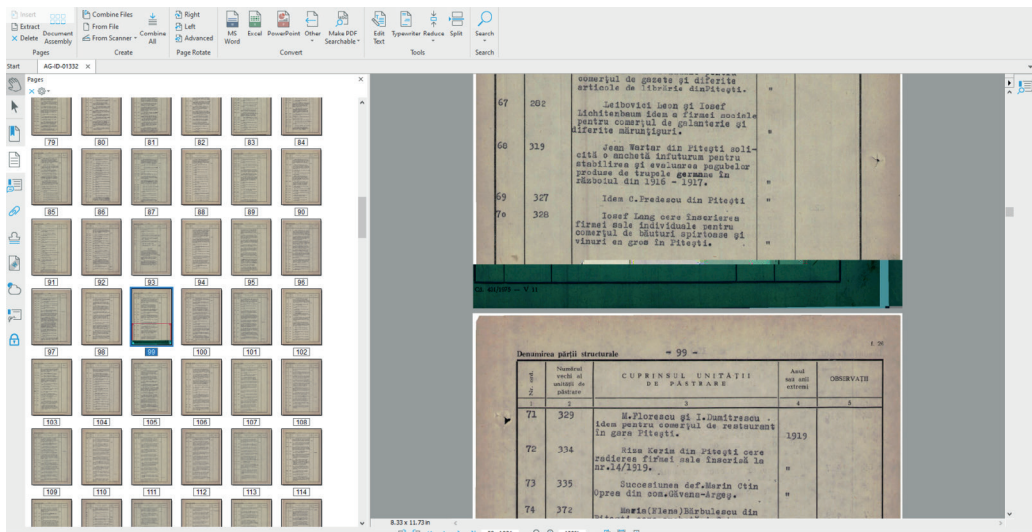 Insert
Extract
Delete
Document Assembly
Pages
Combine Files
From File
From Scanner
Combine All
Create
Right
Left
Advanced
Page Rotate
MS Word
Excel
PowerPoint
Other
Make PDF Searchable
Convert
Edit Text
Typewriter
Reduce
Split
Tools
Search
Search
Start
AG-ID-01332
Pages
79 80 81 82 83 84
85 86 87 88 89 90
91 92 93 94 95 96
97 98 99 100 101 102
103 104 105 106 107 108
109 110 111 112 113 114
comerţul de gazete şi diferite
articole de librărie dinPiteşti. "
67 282 Leibovici Leon şi Iosef
Lichitenbaum idem a firmei sociale
pentru comerţul de galanterie şi
diferite mărunţişuri. "
68 319 Jean Wartar din Piteşti soli-
cită o anchetă infuturum pentru
stabilirea şi evaluarea pagubelor
produse de trupele germane în
războiul din 1916 - 1917. "
69 327 Idem C.Predescu din Piteşti "
7o 328 Iosef Lang cere înscrierea
firmei sale individuale pentru
comerţul de băuturi spirtoase şi
vinuri en gros în Piteşti. "
Denumirea părţii structurale - 99 -
Nr. ord.
Numărul vechi al unităţii de păstrare
CUPRINSUL UNITĂŢII DE PĂSTRARE
Anul sau anii extremi
OBSERVAŢII
1 2 3 4 5
71 329 M.Florescu şi I.Dumitrescu
idem pentru comerţul de restaurant
în gara Piteşti. 1919
72 334 Riza Kerim din Piteşti cere
radierea firmei sale înscrisă la
nr.14/1919. "
73 335 Succesiunea def.Marin Ctin
Oprea din com.Găvana-Argeş. "
74 372 Maria(Elena)Bărbulescu din
8.33 x 11.73 in